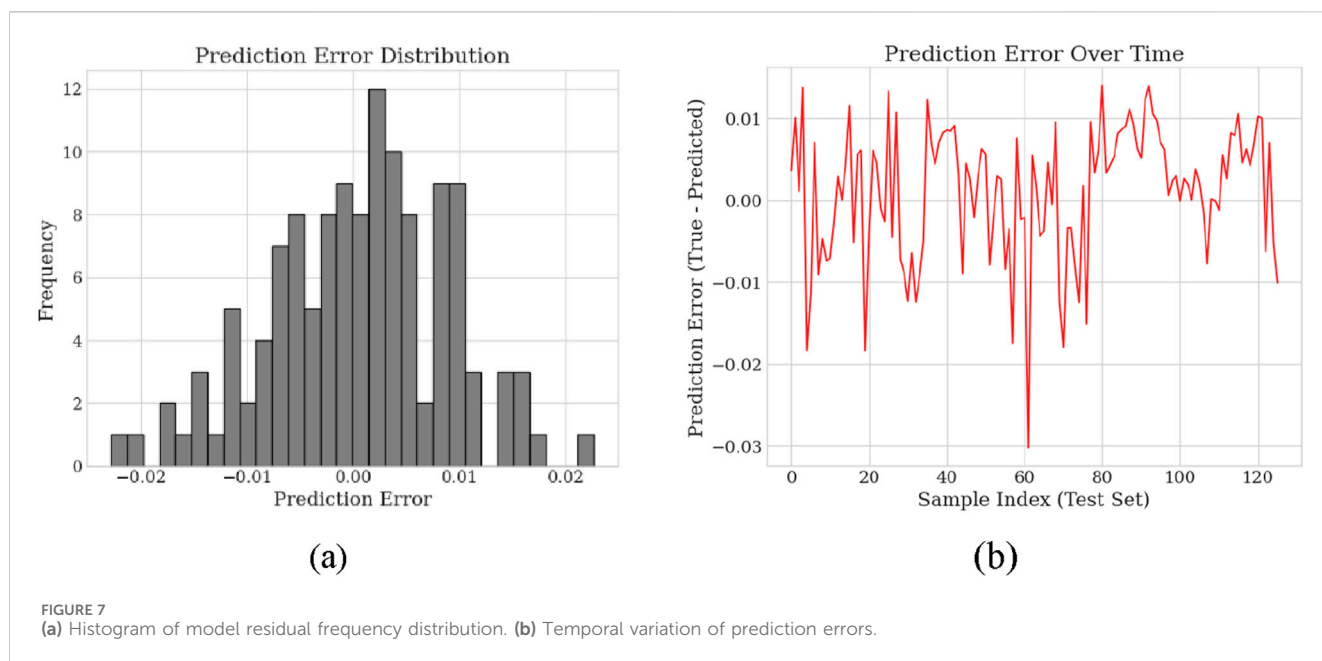 Prediction Error Distribution
Frequency
12
10
8
6
4
2
0
−0.02 −0.01 0.00 0.01 0.02
Prediction Error
(a)
Prediction Error Over Time
Prediction Error (True - Predicted)
0.01
0.00
−0.01
−0.02
−0.03
0 20 40 60 80 100 120
Sample Index (Test Set)
(b)
FIGURE 7
(a) Histogram of model residual frequency distribution. (b) Temporal variation of prediction errors.